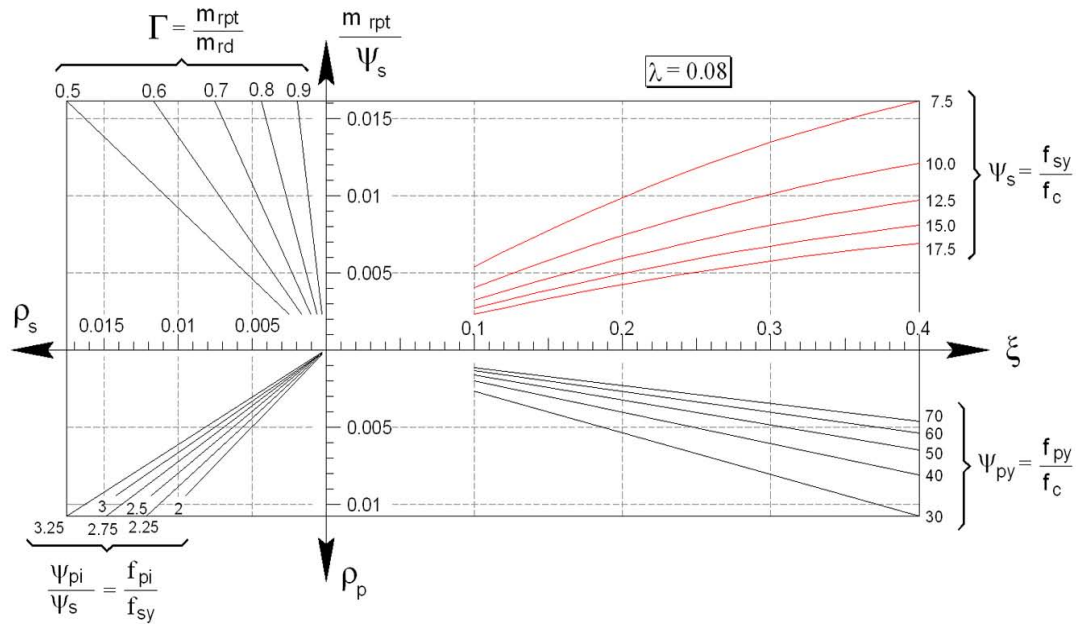 Γ = m_rpt / m_rd
m_rpt / Ψ_s
λ = 0.08
0.5 0.6 0.7 0.8 0.9
0.015
7.5
10.0
0.01
12.5
15.0
17.5
Ψ_s = f_sy / f_c
0.005
ρ_s
0.015 0.01 0.005
0.1 0.2 0.3 0.4
ξ
0.005
70
60
50
40
30
Ψ_py = f_py / f_c
0.01
3 2.5 2
3.25 2.75 2.25
Ψ_pi / Ψ_s = f_pi / f_sy
ρ_p